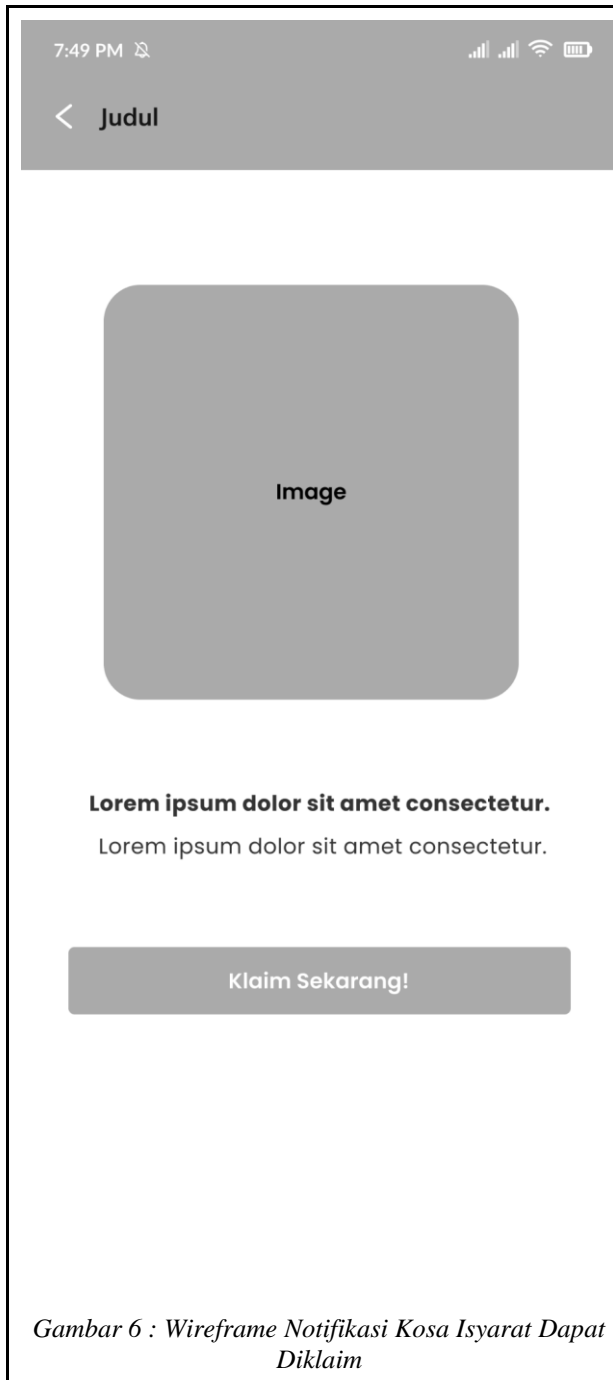 7:49 PM
Judul
Image
Lorem ipsum dolor sit amet consectetur.
Lorem ipsum dolor sit amet consectetur.
Klaim Sekarang!
Gambar 6 : Wireframe Notifikasi Kosa Isyarat Dapat
Diklaim